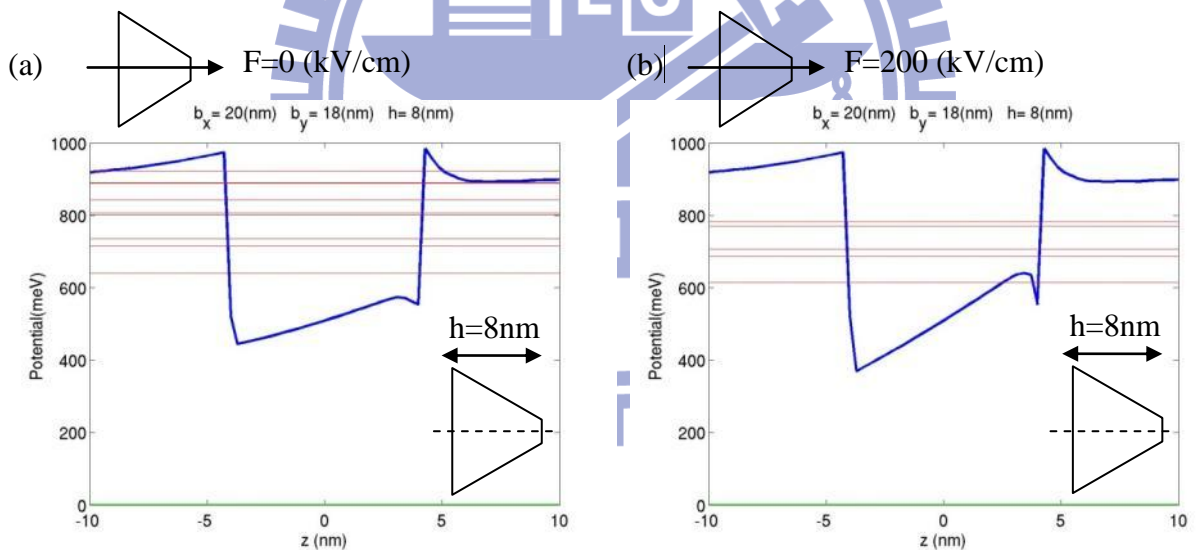 (a)
F=0 (kV/cm)
b_x= 20(nm) b_y= 18(nm) h= 8(nm)
Potential(meV)
1000
800
600
400
200
0
-10
-5
0
5
10
z (nm)
h=8nm
(b)
F=200 (kV/cm)
b_x= 20(nm) b_y= 18(nm) h= 8(nm)
Potential(meV)
1000
800
600
400
200
0
-10
-5
0
5
10
z (nm)
h=8nm